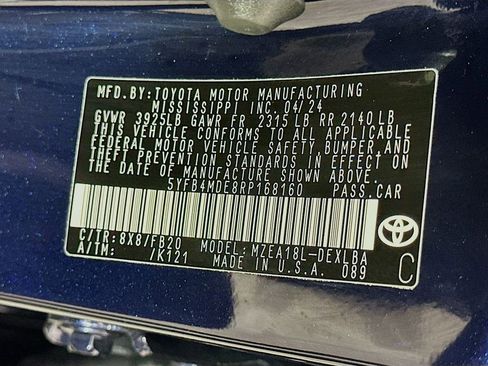 MFD.BY:TOYOTA MOTOR MANUFACTURING
MISSISSIPPI INC.04/24
GVWR 3925LB GAWR FR 2315 LB RR 2140 LB
THIS VEHICLE CONFORMS TO ALL APPLICABLE
FEDERAL MOTOR VEHICLE SAFETY,BUMPER,AND
THEFT PREVENTION STANDARDS IN EFFECT ON
THE DATE OF MANUFACTURE SHOWN ABOVE.
5YFB4MDE8RP168160 PASS.CAR
C/TR:8X8/FB20 MODEL:MZEA18L-DEXLBA
A/TM: /K121 MADE IN U.S.A. 089
C